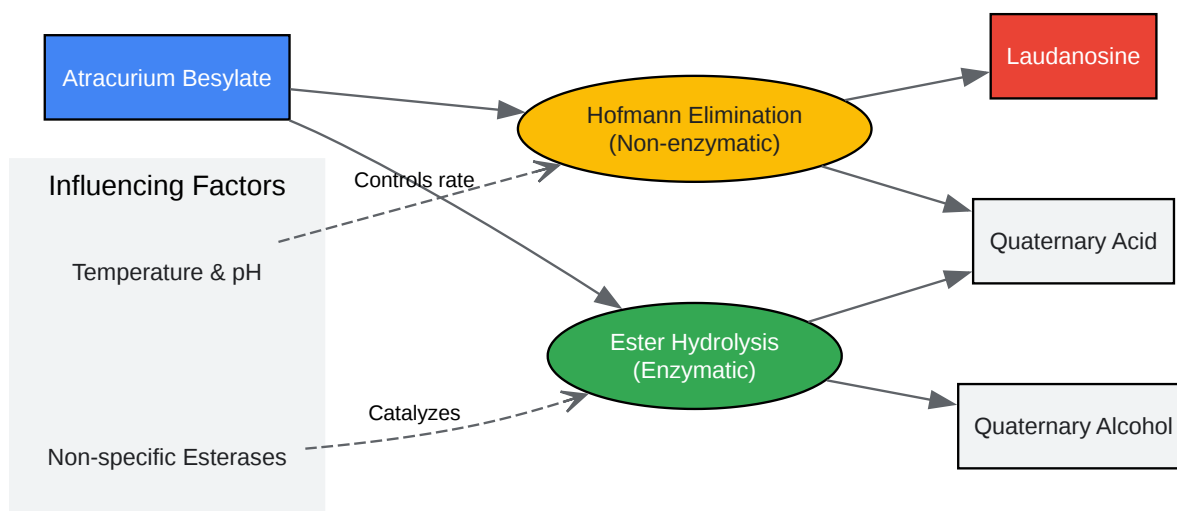 Atracurium Besylate
Hofmann Elimination
(Non-enzymatic)
Laudanosine
Influencing Factors
Controls rate
Temperature & pH
Quaternary Acid
Ester Hydrolysis
(Enzymatic)
Catalyzes
Non-specific Esterases
Quaternary Alcohol